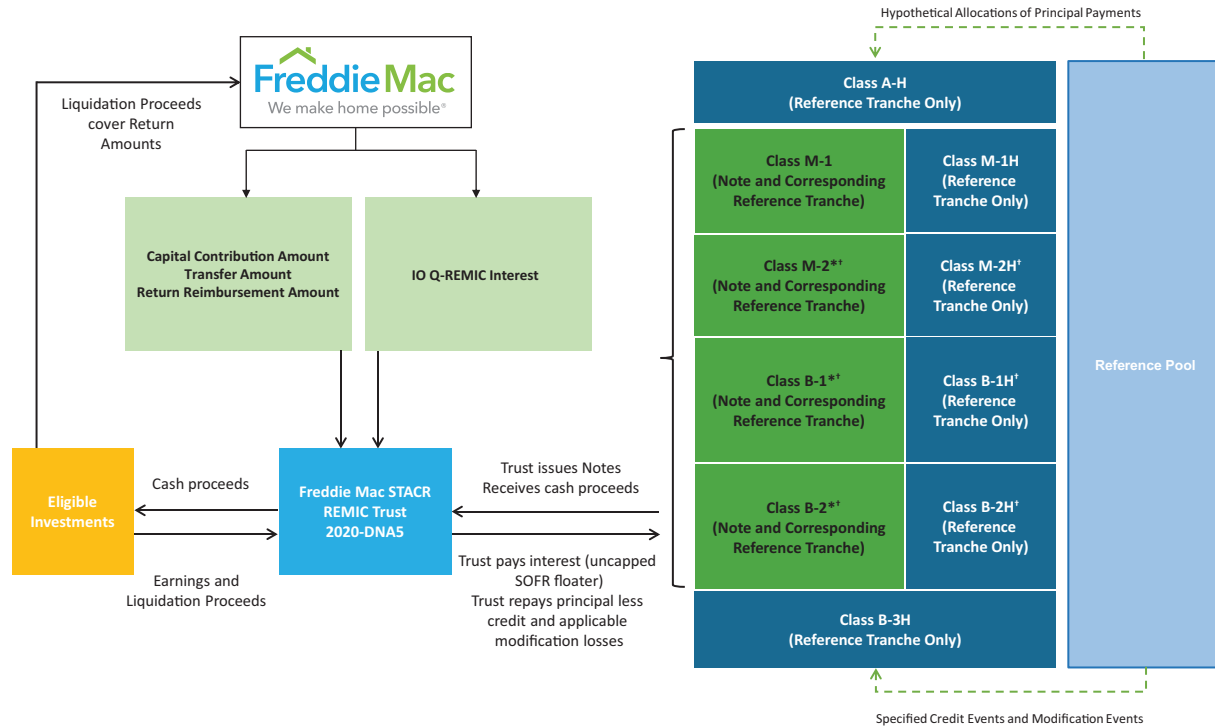 Hypothetical Allocations of Principal Payments
Freddie Mac
We make home possible®
Liquidation Proceeds
cover Return
Amounts
Capital Contribution Amount
Transfer Amount
Return Reimbursement Amount
IO Q-REMIC Interest
Eligible
Investments
Cash proceeds
Earnings and
Liquidation Proceeds
Freddie Mac STACR
REMIC Trust
2020-DNA5
Trust issues Notes
Receives cash proceeds
Trust pays interest (uncapped
SOFR floater)
Trust repays principal less
credit and applicable
modification losses
Class A-H
(Reference Tranche Only)
Class M-1
(Note and Corresponding
Reference Tranche)
Class M-1H
(Reference
Tranche Only)
Class M-2*†
(Note and Corresponding
Reference Tranche)
Class M-2H†
(Reference
Tranche Only)
Class B-1*†
(Note and Corresponding
Reference Tranche)
Class B-1H†
(Reference
Tranche Only)
Class B-2*†
(Note and Corresponding
Reference Tranche)
Class B-2H†
(Reference
Tranche Only)
Class B-3H
(Reference Tranche Only)
Reference Pool
Specified Credit Events and Modification Events